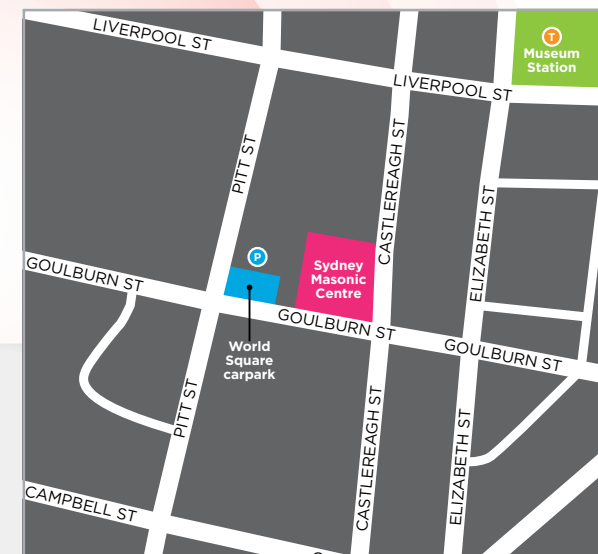 LIVERPOOL ST
T
Museum
Station
LIVERPOOL ST
PITT ST
CASTLEREAGH ST
ELIZABETH ST
P
Sydney
Masonic
Centre
GOULBURN ST
GOULBURN ST
GOULBURN ST
World
Square
carpark
PITT ST
CASTLEREAGH ST
ELIZABETH ST
CAMPBELL ST